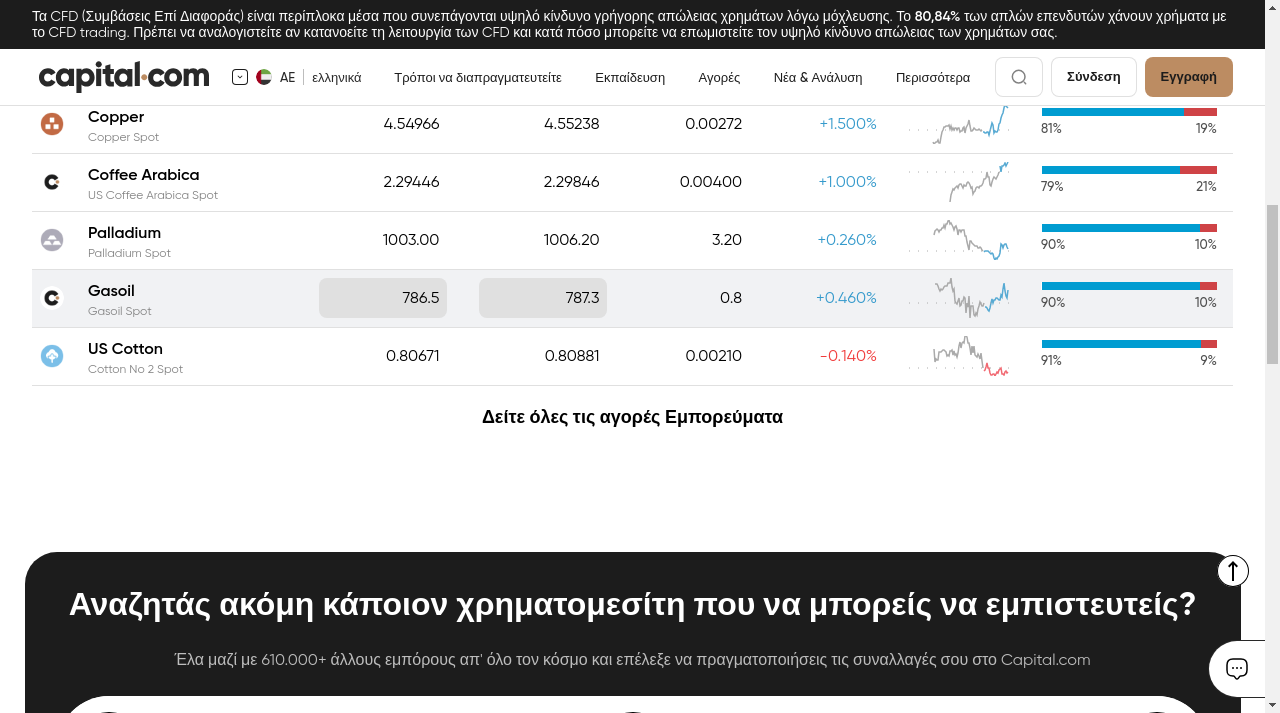 Τα CFD (Συμβάσεις Επί Διαφοράς) είναι περίπλοκα μέσα που συνεπάγονται υψηλό κίνδυνο γρήγορης απώλειας χρημάτων λόγω μόχλευσης. Το 80,84% των απλών επενδυτών χάνουν χρήματα με
το CFD trading. Πρέπει να αναλογιστείτε αν κατανοείτε τη λειτουργία των CFD και κατά πόσο μπορείτε να επωμιστείτε τον υψηλό κίνδυνο απώλειας των χρημάτων σας.
capital.com AE ελληνικά Τρόποι να διαπραγματευτείτε Εκπαίδευση Αγορές Νέα & Ανάλυση Περισσότερα Σύνδεση Εγγραφή
Copper 4.54966 4.55238 0.00272 +1.500% 81% 19%
Copper Spot
Coffee Arabica 2.29446 2.29846 0.00400 +1.000% 79% 21%
US Coffee Arabica Spot
Palladium 1003.00 1006.20 3.20 +0.260% 90% 10%
Palladium Spot
Gasoil 786.5 787.3 0.8 +0.460% 90% 10%
Gasoil Spot
US Cotton 0.80671 0.80881 0.00210 -0.140% 91% 9%
Cotton No 2 Spot
Δείτε όλες τις αγορές Εμπορεύματα
Αναζητάς ακόμη κάποιον χρηματομεσίτη που να μπορείς να εμπιστευτείς?
Έλα μαζί με 610.000+ άλλους εμπόρους απ' όλο τον κόσμο και επέλεξε να πραγματοποιήσεις τις συναλλαγές σου στο Capital.com